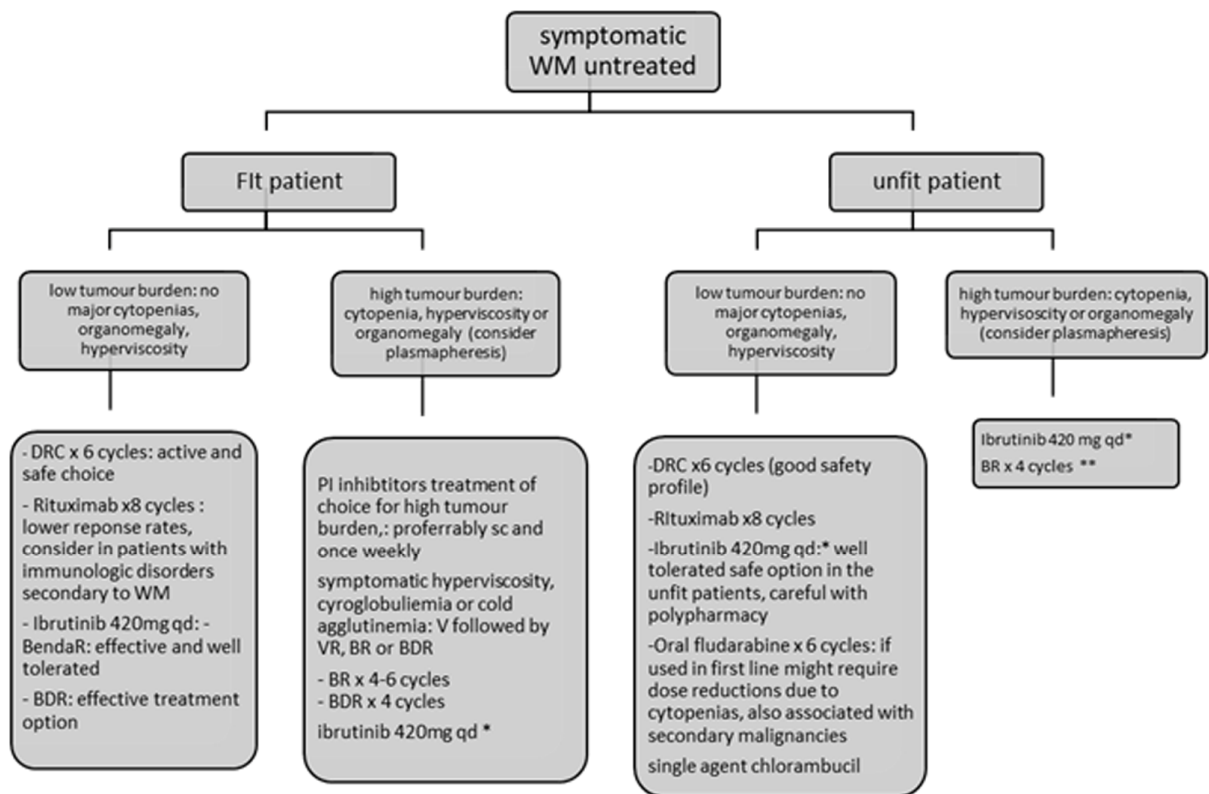 symptomatic
WM untreated
FIt patient
unfit patient
low tumour burden: no
major cytopenias,
organomegaly,
hyperviscosity
high tumour burden:
cytopenia, hyperviscosity or
organomegaly (consider
plasmapheresis)
low tumour burden: no
major cytopenias,
organomegaly,
hyperviscosity
high tumour burden: cytopenia,
hypervisoscity or organomegaly
(consider plasmapheresis)
- DRC x 6 cycles: active and
safe choice
- Rituximab x8 cycles :
lower reponse rates,
consider in patients with
immunologic disorders
secondary to WM
- Ibrutinib 420mg qd: -
BendaR: effective and well
tolerated
- BDR: effective treatment
option
PI inhibtitors treatment of
choice for high tumour
burden,: proferrably sc and
once weekly
symptomatic hyperviscosity,
cyroglobuliemia or cold
agglutinemia: V followed by
VR, BR or BDR
- BR x 4-6 cycles
- BDR x 4 cycles
ibrutinib 420mg qd *
-DRC x6 cycles (good safety
profile)
-RItuximab x8 cycles
-Ibrutinib 420mg qd:* well
tolerated safe option in the
unfit patients, careful with
polypharmacy
-Oral fludarabine x 6 cycles: if
used in first line might require
dose reductions due to
cytopenias, also associated with
secondary malignancies
single agent chlorambucil
Ibrutinib 420 mg qd*
BR x 4 cycles **